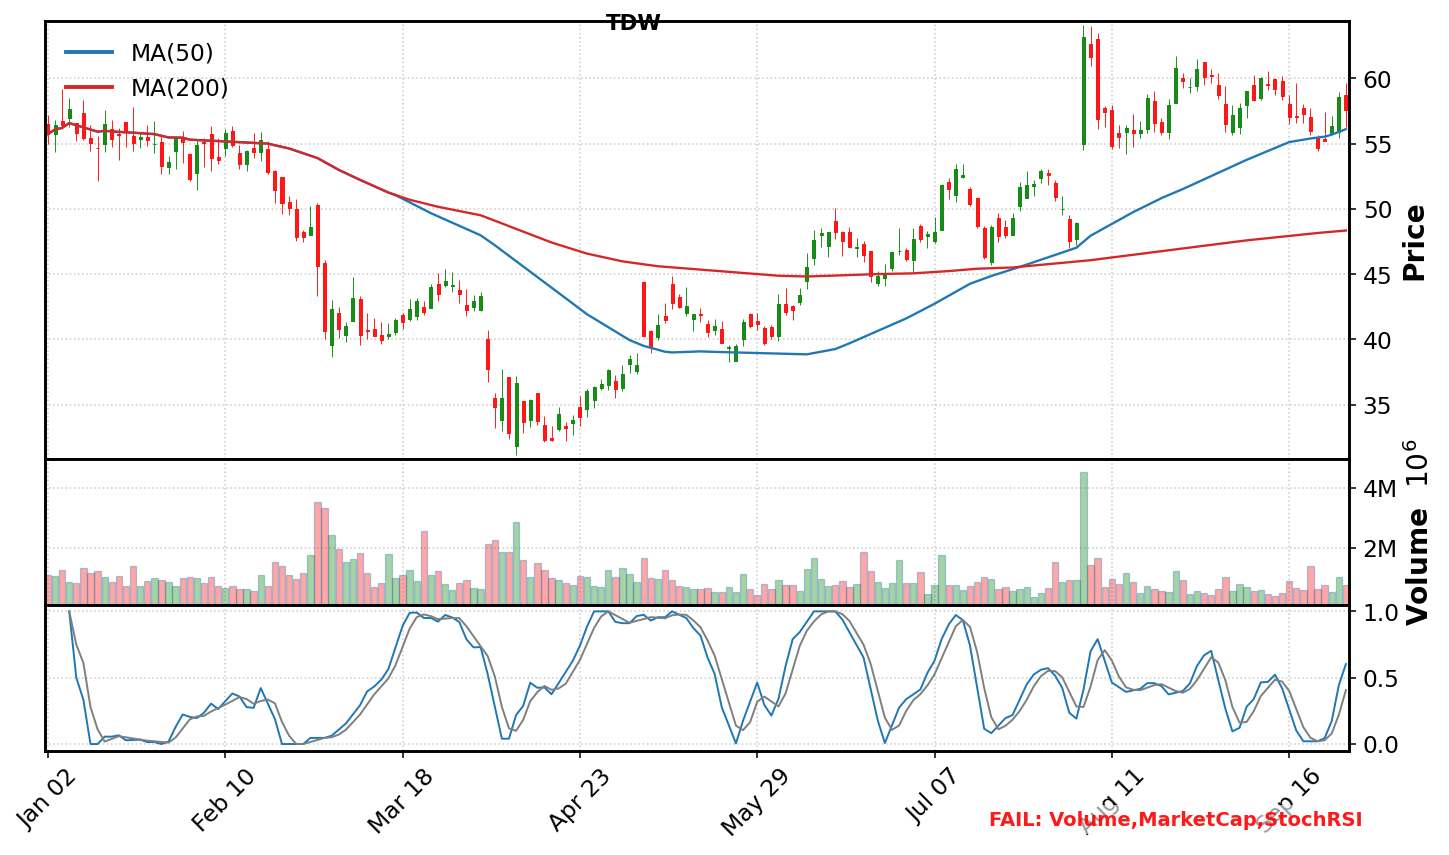 TDW
MA(50)
MA(200)
60
55
50
45
40
35
Price
4M
2M
Volume 10^6
1.0
0.5
0.0
Jan 02
Feb 10
Mar 18
Apr 23
May 29
Jul 07
Aug 11
Sep 16
FAIL: Volume,MarketCap,StochRSI